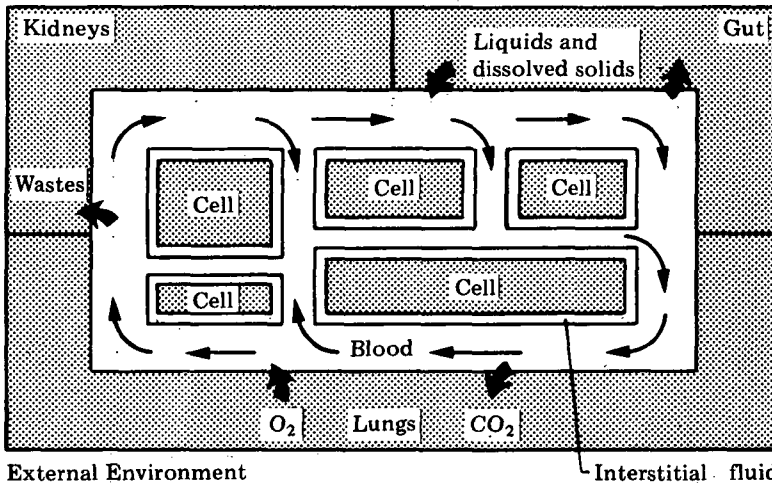 Kidneys
Liquids and
dissolved solids
Gut
Wastes
Cell
Cell
Cell
Cell
Cell
Blood
O2
Lungs
CO2
External Environment
Interstitial fluid